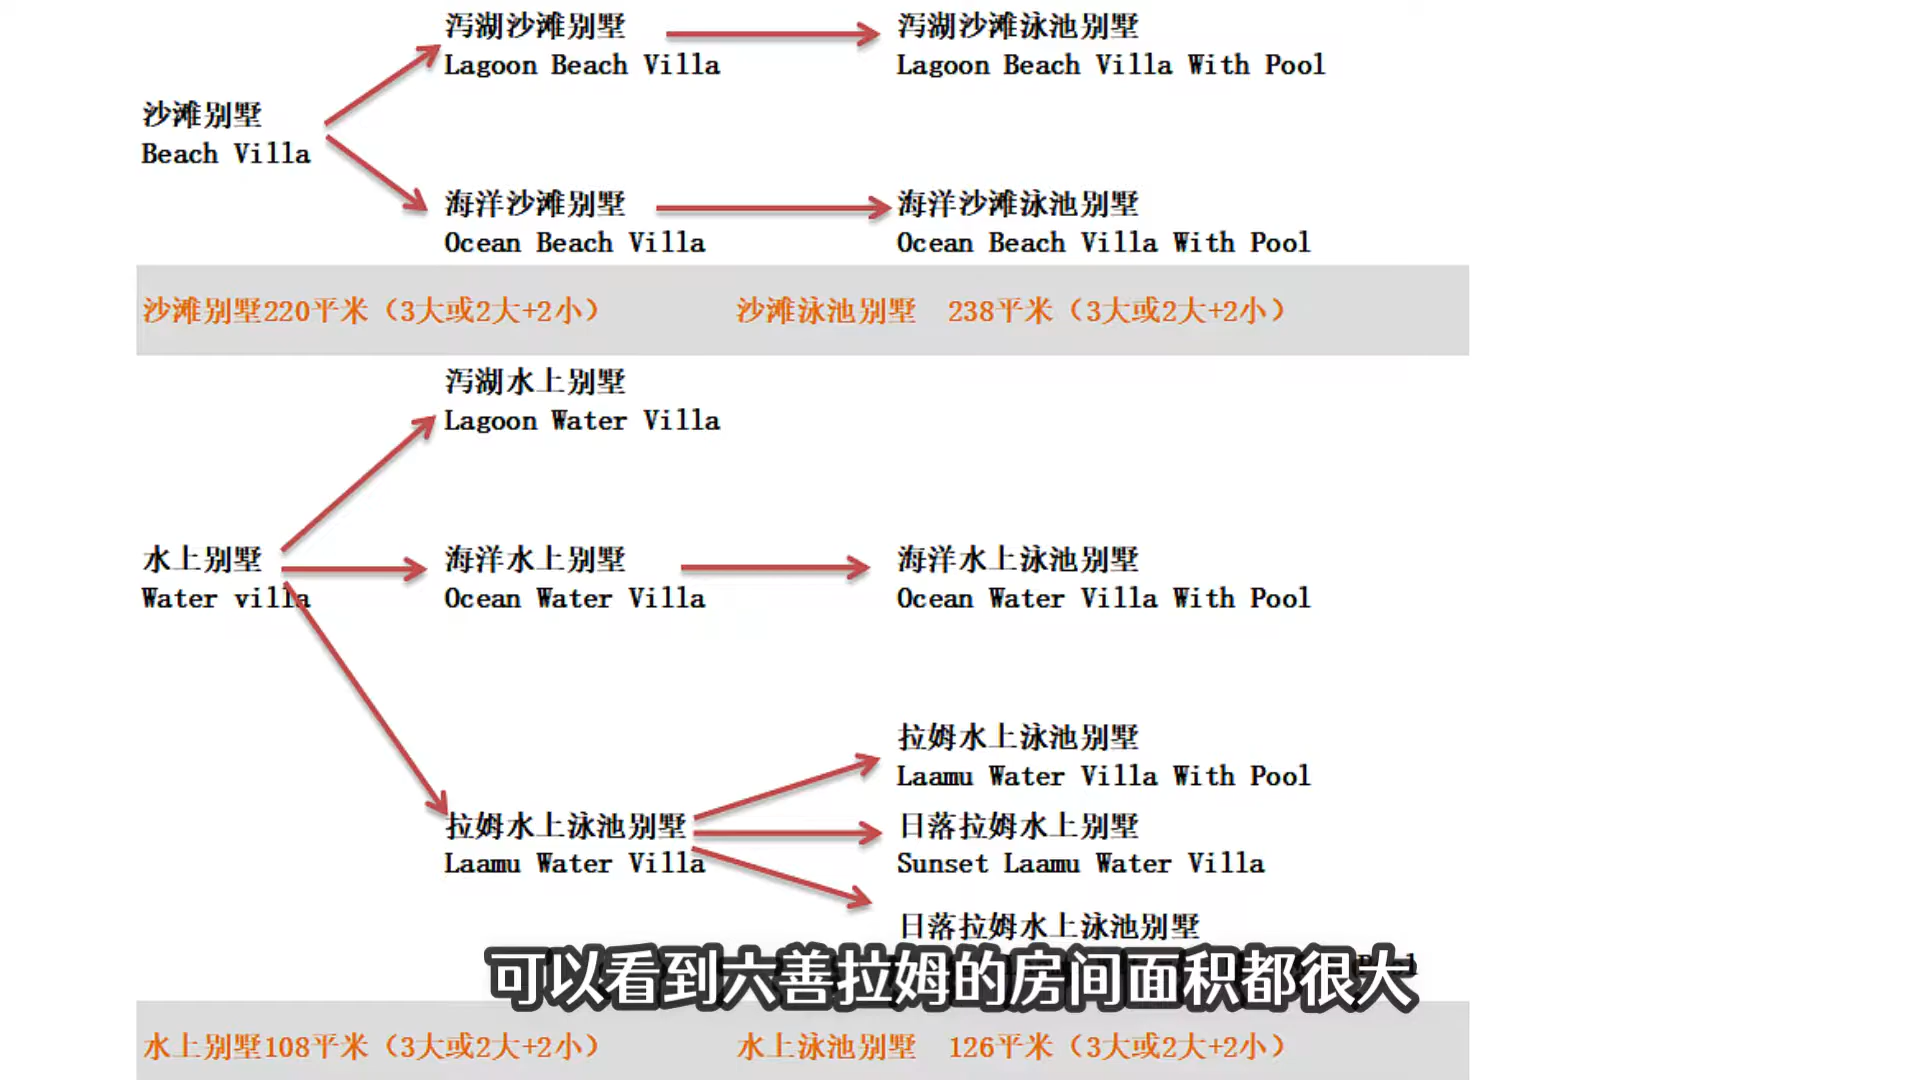 泻湖沙滩别墅
Lagoon Beach Villa
泻湖沙滩泳池别墅
Lagoon Beach Villa With Pool
沙滩别墅
Beach Villa
海洋沙滩别墅
Ocean Beach Villa
海洋沙滩泳池别墅
Ocean Beach Villa With Pool
沙滩别墅220平米（3大或2大+2小）
沙滩泳池别墅 238平米（3大或2大+2小）
泻湖水上别墅
Lagoon Water Villa
水上别墅
Water villa
海洋水上别墅
Ocean Water Villa
海洋水上泳池别墅
Ocean Water Villa With Pool
拉姆水上泳池别墅
Laamu Water Villa With Pool
拉姆水上泳池别墅
Laamu Water Villa
日落拉姆水上别墅
Sunset Laamu Water Villa
日落拉姆水上泳池别墅
可以看到六善拉姆的房间面积都很大
水上别墅108平米（3大或2大+2小）
水上泳池别墅 126平米（3大或2大+2小）